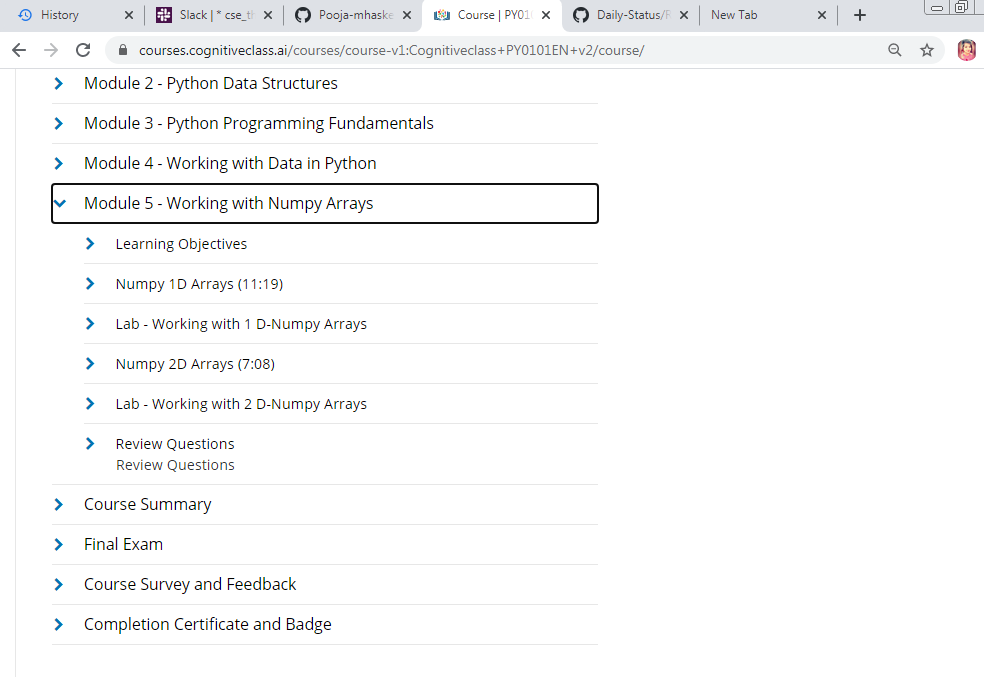 History
Slack | * cse_th
Pooja-mhaske
Course | PY01
Daily-Status/
New Tab
courses.cognitiveclass.ai/courses/course-v1:Cognitiveclass+PY0101EN+v2/course/
Module 2 - Python Data Structures
Module 3 - Python Programming Fundamentals
Module 4 - Working with Data in Python
Module 5 - Working with Numpy Arrays
Learning Objectives
Numpy 1D Arrays (11:19)
Lab - Working with 1 D-Numpy Arrays
Numpy 2D Arrays (7:08)
Lab - Working with 2 D-Numpy Arrays
Review Questions
Review Questions
Course Summary
Final Exam
Course Survey and Feedback
Completion Certificate and Badge